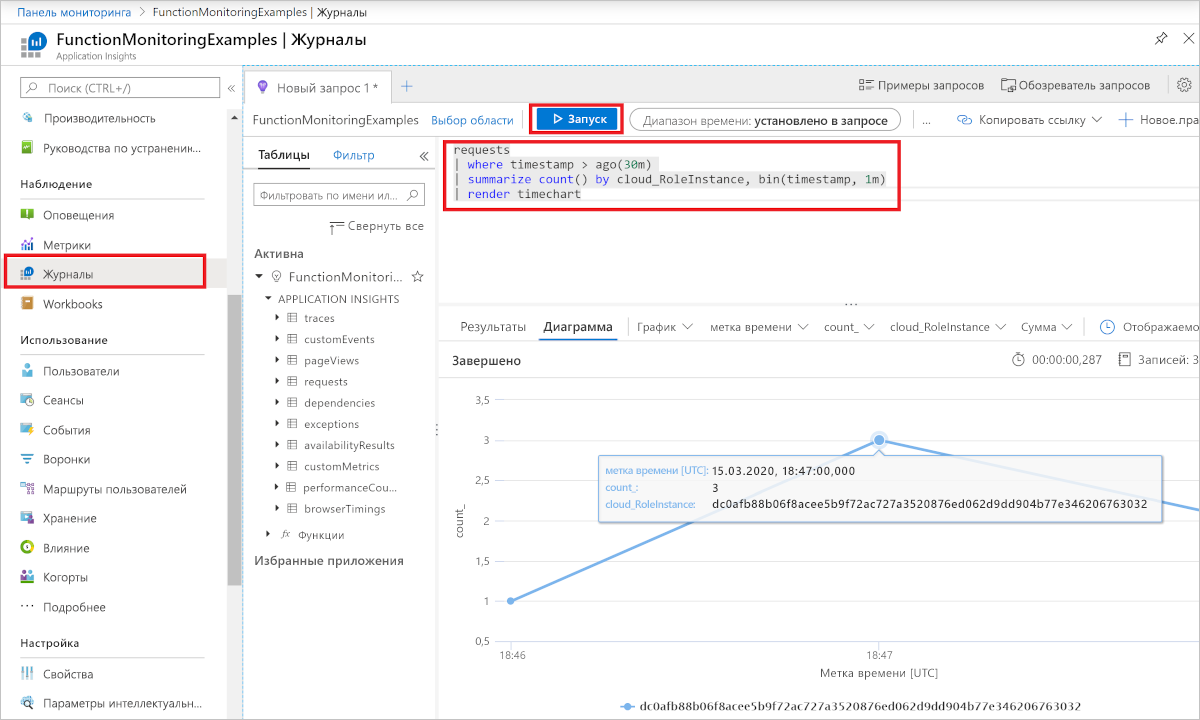 Панель мониторинга > FunctionMonitoringExamples | Журналы
FunctionMonitoringExamples | Журналы
Application Insights
Поиск (CTRL+/)
«
Производительность
Руководства по устранению...
Наблюдение
Оповещения
Метрики
Журналы
Workbooks
Использование
Пользователи
Сеансы
События
Воронки
Маршруты пользователей
Хранение
Влияние
Когорты
Подробнее
Настройка
Свойства
Параметры интеллектуальн...
Новый запрос 1*
+
Примеры запросов
Обозреватель запросов
FunctionMonitoringExamples
Выбор области
Запуск
Диапазон времени: установлено в запросе
...
Копировать ссылку
Новое.пра
Таблицы
Фильтр
«
Фильтровать по имени ил...
Свернуть все
Активна
FunctionMonitori...
APPLICATION INSIGHTS
traces
customEvents
pageViews
requests
dependencies
exceptions
availabilityResults
customMetrics
performanceCou...
browserTimings
fx Функции
Избранные приложения
requests
| where timestamp > ago(30m)
| summarize count() by cloud_RoleInstance, bin(timestamp, 1m)
| render timechart
...
Результаты
Диаграмма
График
метка времени
count_
cloud_RoleInstance
Сумма
Отображаемо
Завершено
00:00:00,287
Записей: 3
3,5
3
2,5
2
1,5
1
0,5
count_
метка времени [UTC]: 15.03.2020, 18:47:00,000
count_: 3
cloud_RoleInstance: dc0afb88b06f8acee5b9f72ac727a3520876ed062d9dd904b77e346206763032
18:46
18:47
Метка времени [UTC]
dc0afb88b06f8acee5b9f72ac727a3520876ed062d9dd904b77e346206763032